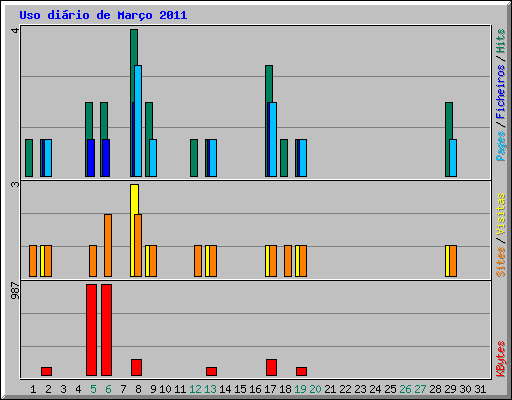 Uso diário de Março 2011
4
3
987
Pages / Ficheiros / Hits
Sites / Visitas
KBytes
1 2 3 4 5 6 7 8 9 10 11 12 13 14 15 16 17 18 19 20 21 22 23 24 25 26 27 28 29 30 31